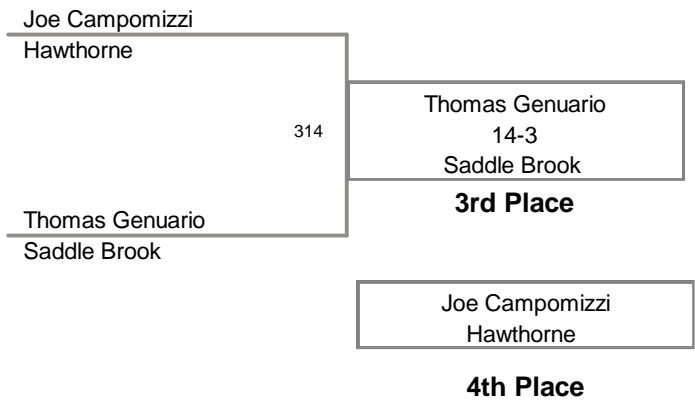 Joe Campomizzi
Hawthorne
314
Thomas Genuario
14-3
Saddle Brook
3rd Place
Thomas Genuario
Saddle Brook
Joe Campomizzi
Hawthorne
4th Place